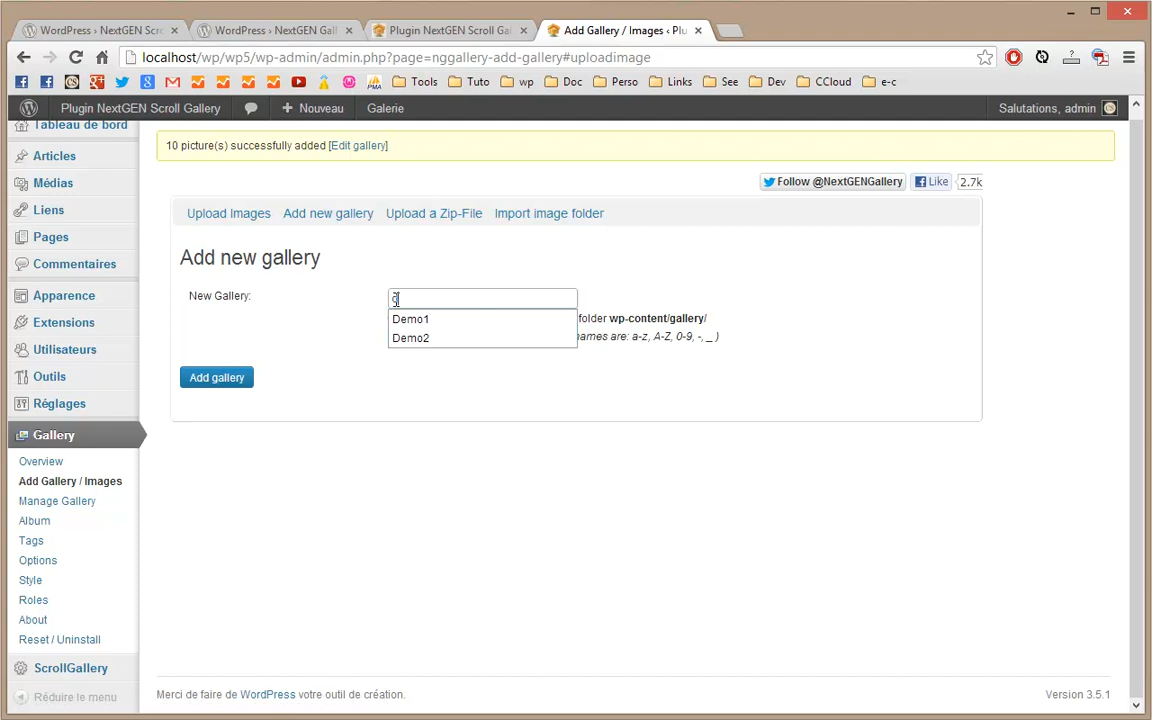 WordPress › NextGEN Scro
WordPress › NextGEN Gall
Plugin NextGEN Scroll Gal
Add Gallery / Images ‹ Plu
localhost/wp/wp5/wp-admin/admin.php?page=nggallery-add-gallery#uploadimage
Tools
Tuto
wp
Doc
Perso
Links
See
Dev
CCloud
e-c
Plugin NextGEN Scroll Gallery
Nouveau
Galerie
Salutations, admin
Tableau de bord
Articles
Médias
Liens
Pages
Commentaires
Apparence
Extensions
Utilisateurs
Outils
Réglages
Gallery
Overview
Add Gallery / Images
Manage Gallery
Album
Tags
Options
Style
Roles
About
Reset / Uninstall
ScrollGallery
Réduire le menu
10 picture(s) successfully added [Edit gallery]
Follow @NextGENGallery
Like
2.7k
Upload Images
Add new gallery
Upload a Zip-File
Import image folder
Add new gallery
New Gallery:
Demo1
Demo2
folder wp-content/gallery/
names are: a-z, A-Z, 0-9, -, _ )
Add gallery
Merci de faire de WordPress votre outil de création.
Version 3.5.1